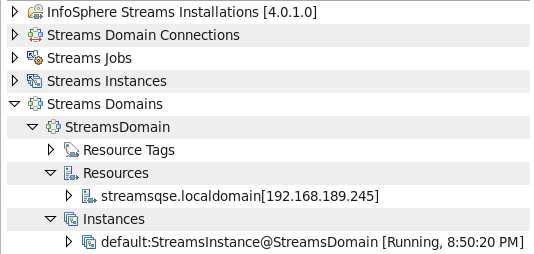 InfoSphere Streams Installations [4.0.1.0]
Streams Domain Connections
Streams Jobs
Streams Instances
Streams Domains
StreamsDomain
Resource Tags
Resources
streamsqse.localdomain[192.168.189.245]
Instances
default:StreamsInstance@StreamsDomain [Running, 8:50:20 PM]